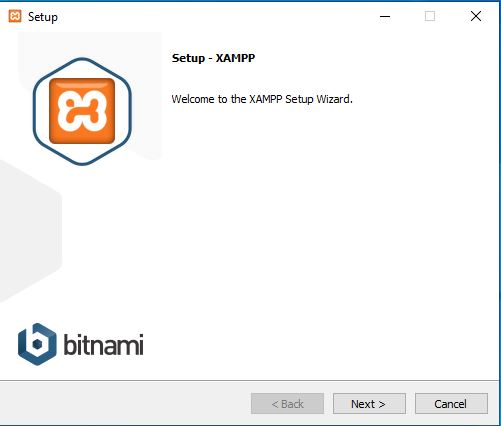 Setup
Setup - XAMPP
Welcome to the XAMPP Setup Wizard.
bitnami
< Back
Next >
Cancel